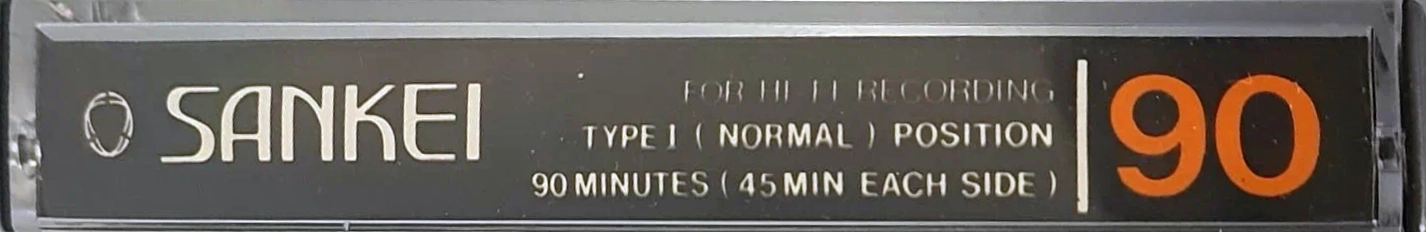 SANKEI
FOR HI-FI RECORDING
TYPE I ( NORMAL ) POSITION
90 MINUTES ( 45 MIN EACH SIDE )
90